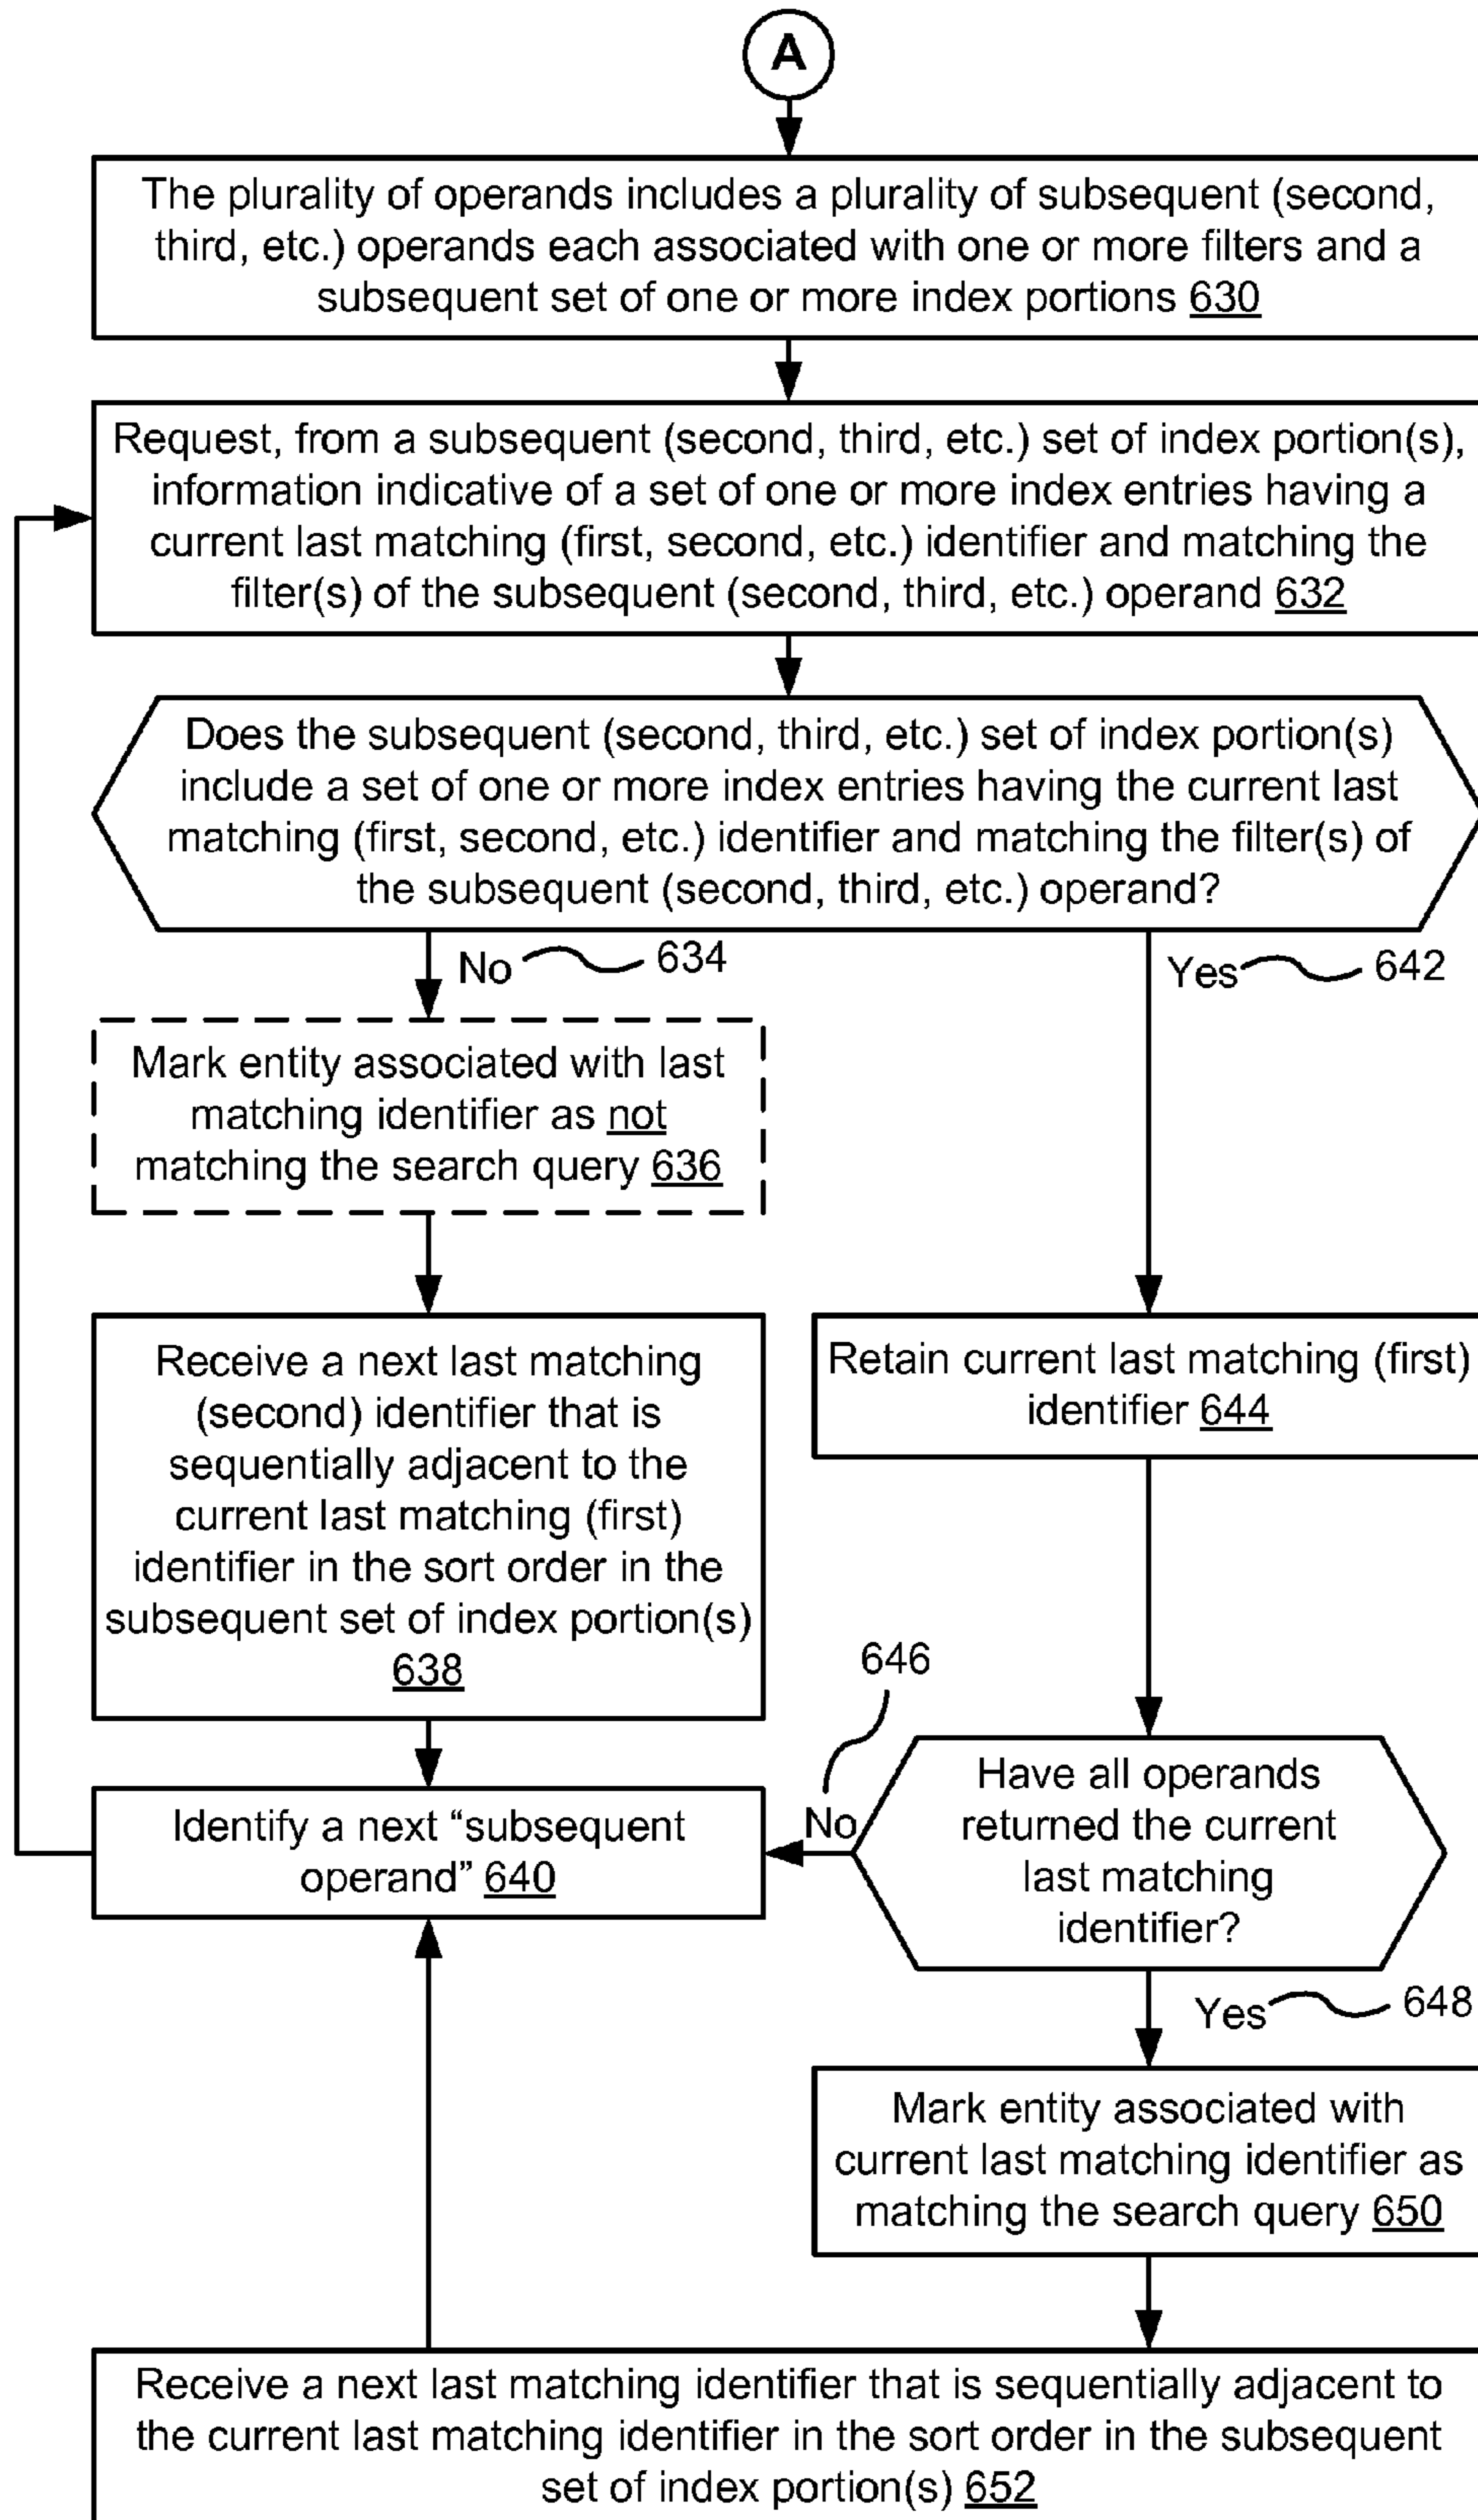 A
The plurality of operands includes a plurality of subsequent (second,
third, etc.) operands each associated with one or more filters and a
subsequent set of one or more index portions 630
Request, from a subsequent (second, third, etc.) set of index portion(s),
information indicative of a set of one or more index entries having a
current last matching (first, second, etc.) identifier and matching the
filter(s) of the subsequent (second, third, etc.) operand 632
Does the subsequent (second, third, etc.) set of index portion(s)
include a set of one or more index entries having the current last
matching (first, second, etc.) identifier and matching the filter(s) of
the subsequent (second, third, etc.) operand?
No 634
Yes 642
Mark entity associated with last
matching identifier as not
matching the search query 636
Receive a next last matching
(second) identifier that is
sequentially adjacent to the
current last matching (first)
identifier in the sort order in the
subsequent set of index portion(s)
638
Retain current last matching (first)
identifier 644
646
No
Identify a next “subsequent
operand” 640
Have all operands
returned the current
last matching
identifier?
Yes 648
Mark entity associated with
current last matching identifier as
matching the search query 650
Receive a next last matching identifier that is sequentially adjacent to
the current last matching identifier in the sort order in the subsequent
set of index portion(s) 652